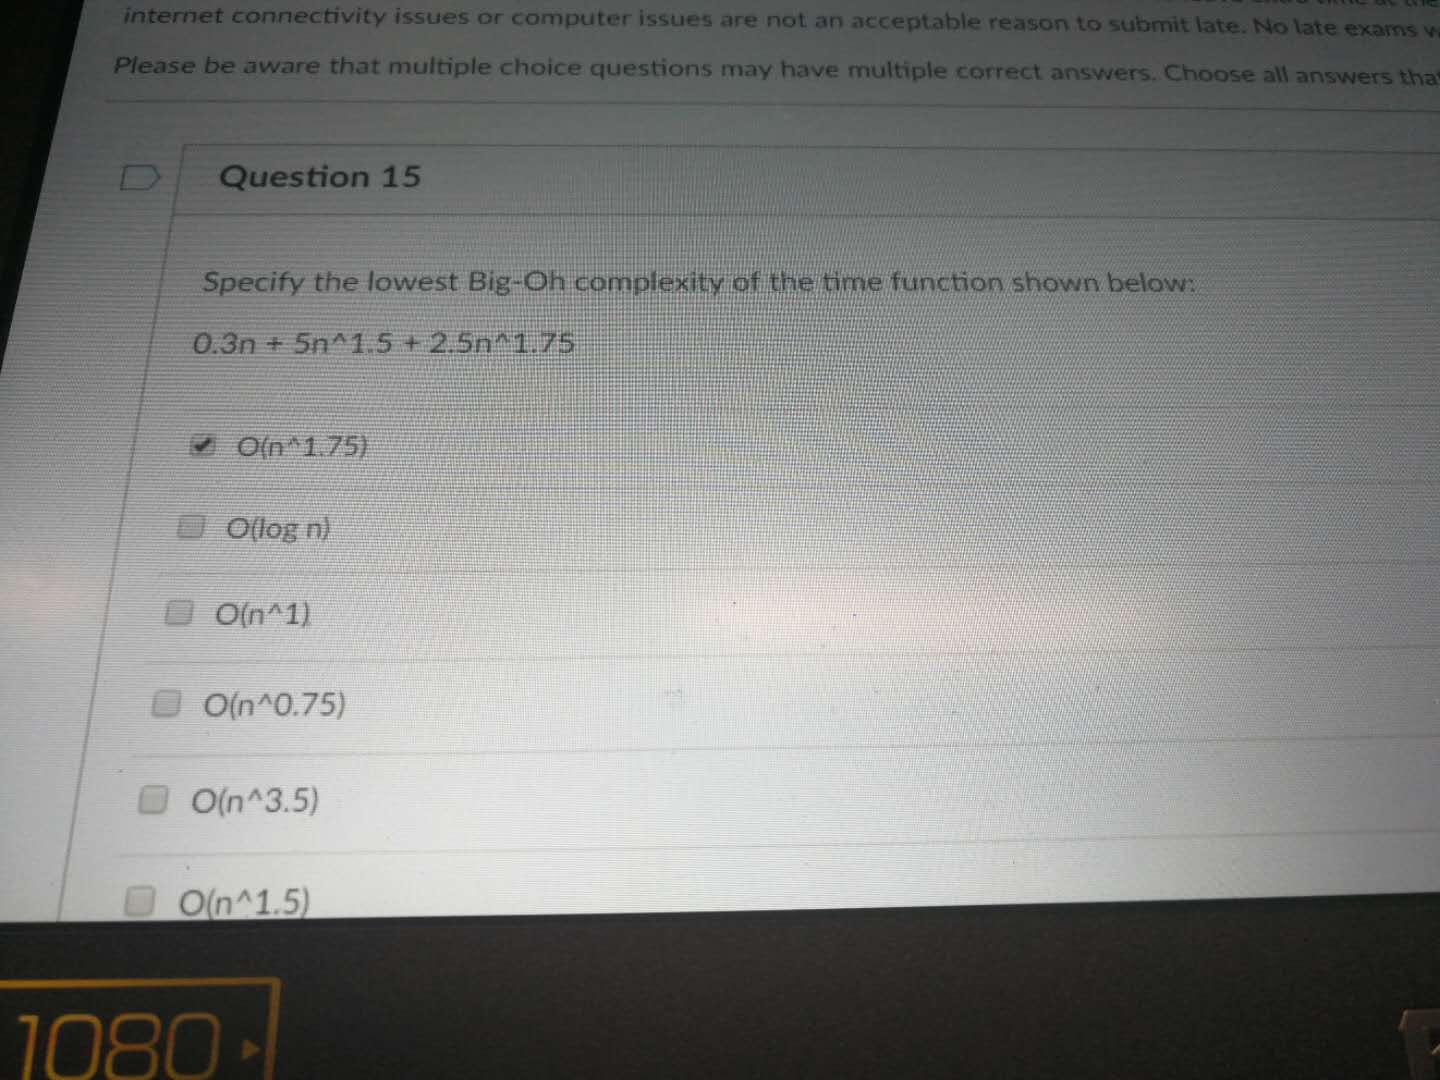 internet connectivity issues or computer issues are not an acceptable reason to submit late. No late exams
Please be aware that multiple choice questions may have multiple correct answers. Choose all answers that
Question 15
Specify the lowest Big-Oh complexity of the time function shown below:
0.3n + 5n^1.5 + 2.5n^1.75
O(n^1.75)
O(log n)
O(n^1)
O(n^0.75)
O(n^3.5)
O(n^1.5)
1080